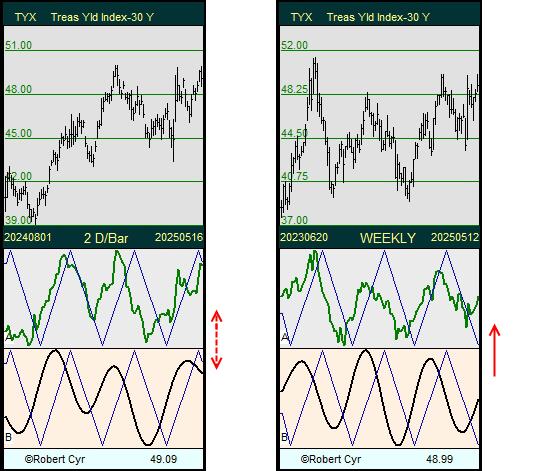 TYX Treas Yld Index-30 Y
51.00
48.00
45.00
42.00
39.00
20240801 2 D/Bar 20250516
A
B
©Robert Cyr 49.09
TYX Treas Yld Index-30 Y
52.00
48.25
44.50
40.75
37.00
20230620 WEEKLY 20250512
A
B
©Robert Cyr 48.99